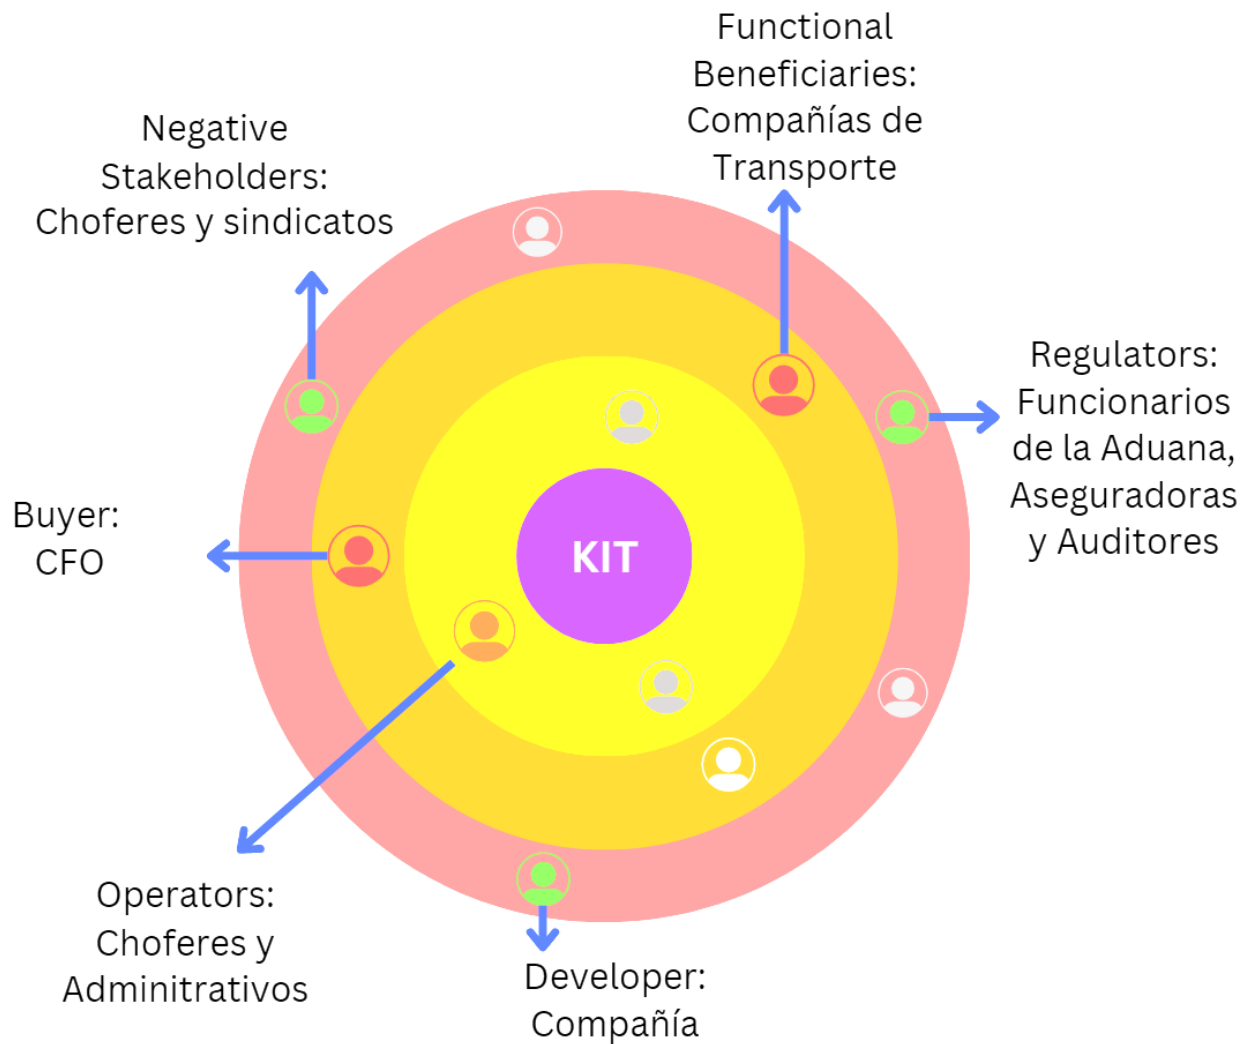 Functional
Beneficiaries:
Compañías de
Transporte
Negative
Stakeholders:
Choferes y sindicatos
Regulators:
Funcionarios
de la Aduana,
Aseguradoras
y Auditores
Buyer:
CFO
KIT
Operators:
Choferes y
Adminitrativos
Developer:
Compañía